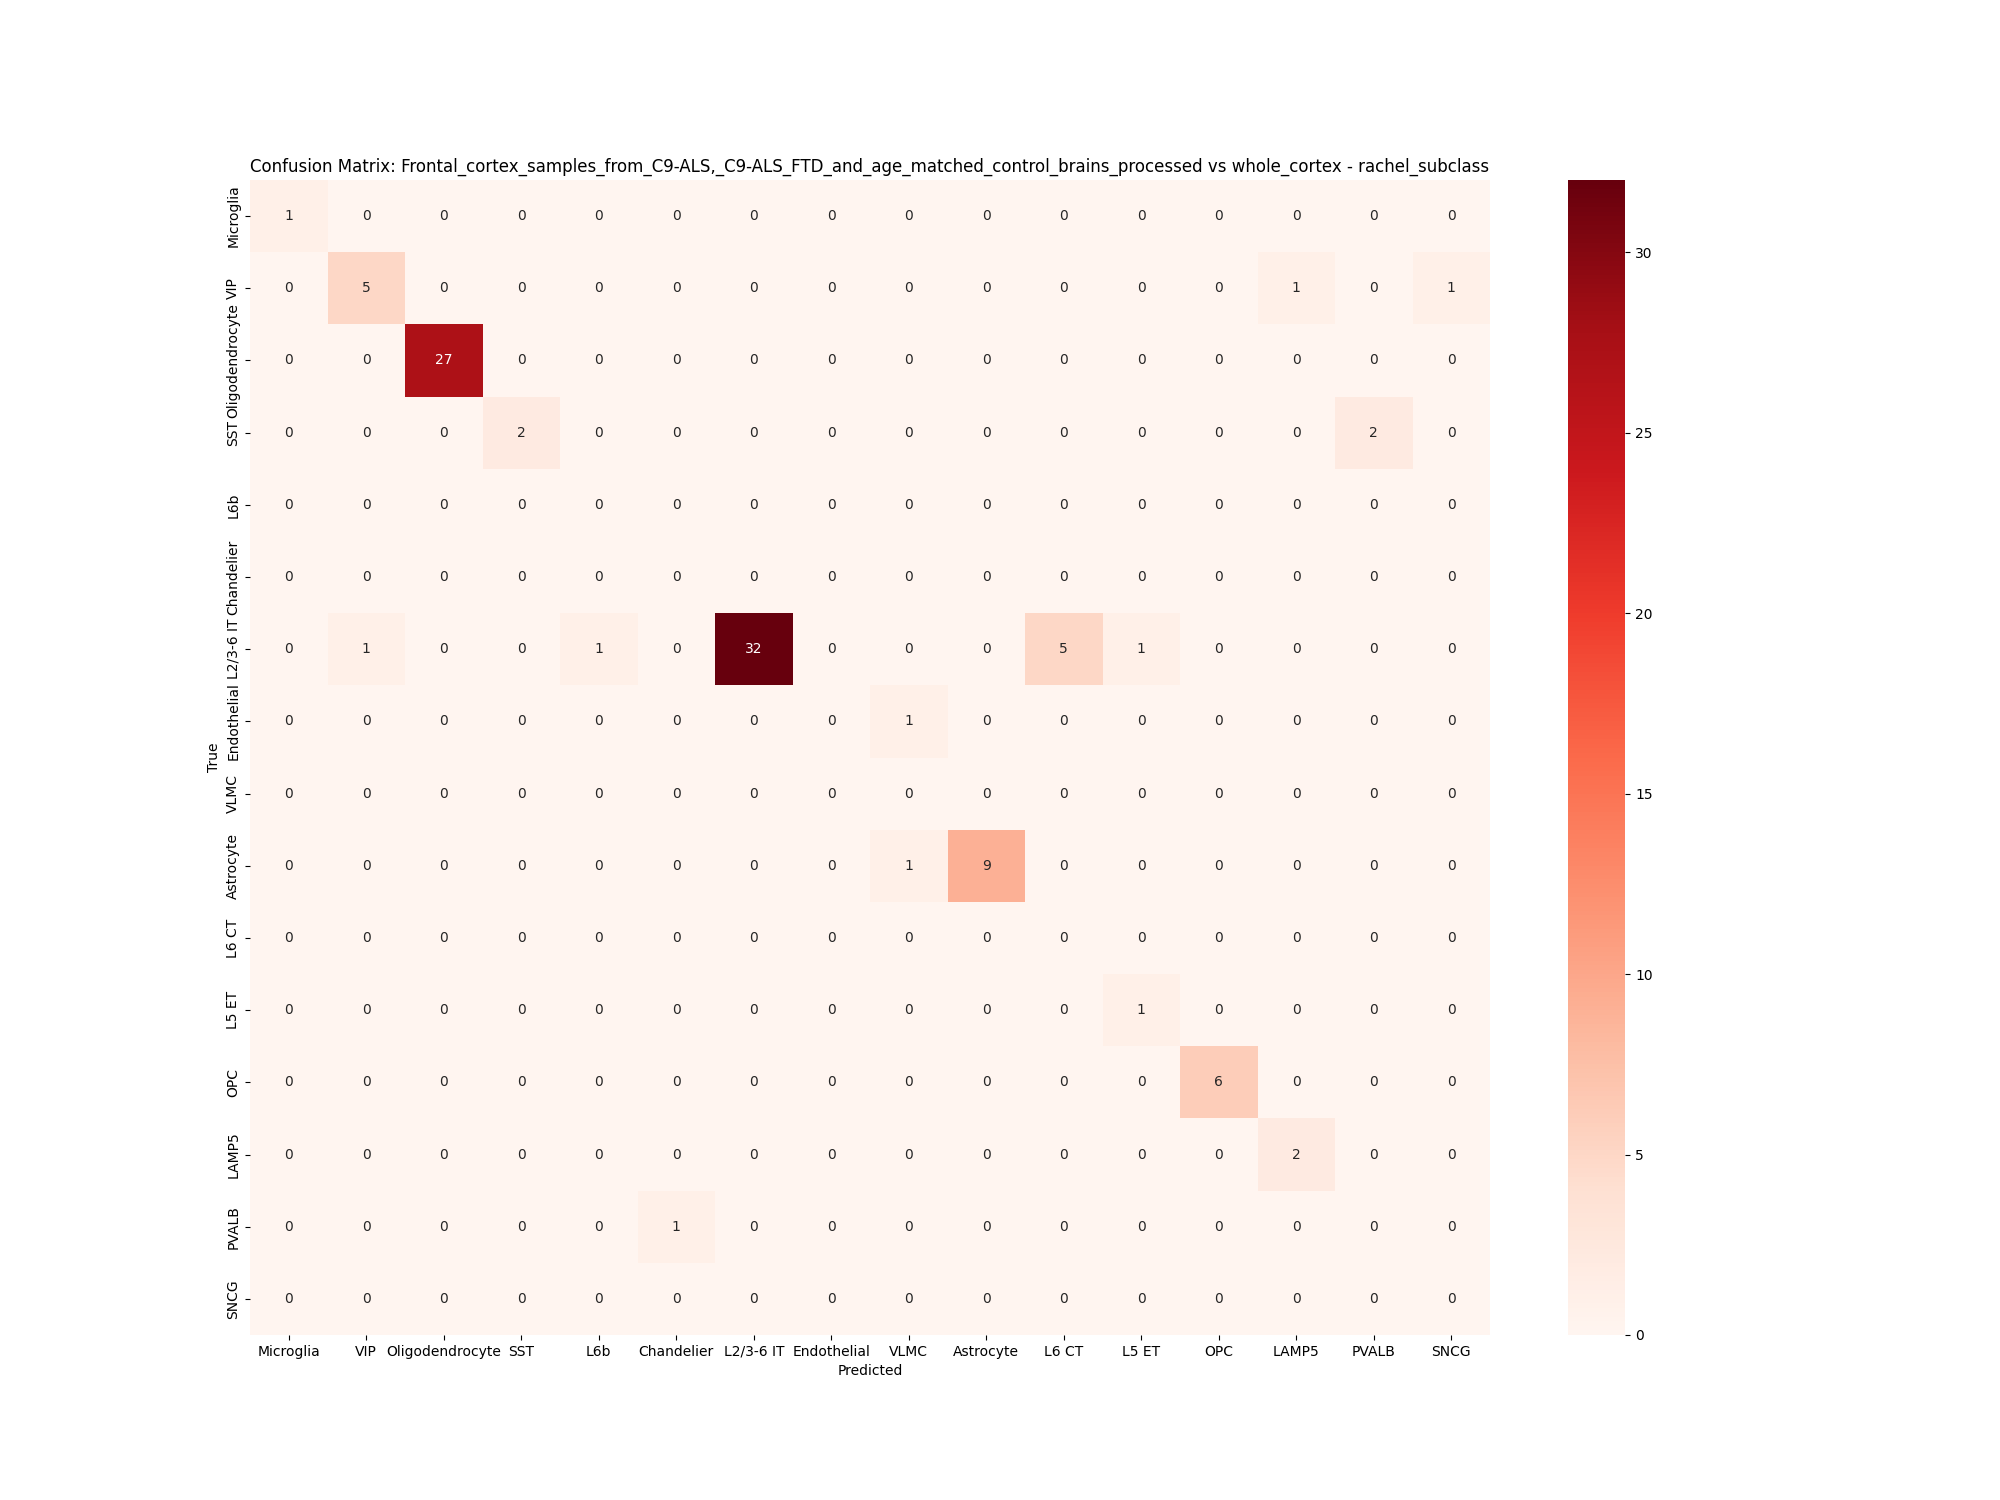 Confusion Matrix: Frontal_cortex_samples_from_C9-ALS,_C9-ALS_FTD_and_age_matched_control_brains_processed vs whole_cortex - rachel_subclass
Microglia 1 0 0 0 0 0 0 0 0 0 0 0 0 0 0 0
VIP 0 5 0 0 0 0 0 0 0 0 0 0 0 1 0 1
Oligodendrocyte 0 0 27 0 0 0 0 0 0 0 0 0 0 0 0 0
SST 0 0 0 2 0 0 0 0 0 0 0 0 0 0 2 0
L6b 0 0 0 0 0 0 0 0 0 0 0 0 0 0 0 0
Chandelier 0 0 0 0 0 0 0 0 0 0 0 0 0 0 0 0
L2/3-6 IT 0 1 0 0 1 0 32 0 0 0 5 1 0 0 0 0
Endothelial 0 0 0 0 0 0 0 0 1 0 0 0 0 0 0 0
VLMC 0 0 0 0 0 0 0 0 0 0 0 0 0 0 0 0
Astrocyte 0 0 0 0 0 0 0 0 1 9 0 0 0 0 0 0
L6 CT 0 0 0 0 0 0 0 0 0 0 0 0 0 0 0 0
L5 ET 0 0 0 0 0 0 0 0 0 0 0 1 0 0 0 0
OPC 0 0 0 0 0 0 0 0 0 0 0 0 6 0 0 0
LAMP5 0 0 0 0 0 0 0 0 0 0 0 0 0 2 0 0
PVALB 0 0 0 0 0 1 0 0 0 0 0 0 0 0 0 0
SNCG 0 0 0 0 0 0 0 0 0 0 0 0 0 0 0 0
True
Microglia VIP Oligodendrocyte SST L6b Chandelier L2/3-6 IT Endothelial VLMC Astrocyte L6 CT L5 ET OPC LAMP5 PVALB SNCG
Predicted
30
25
20
15
10
5
0